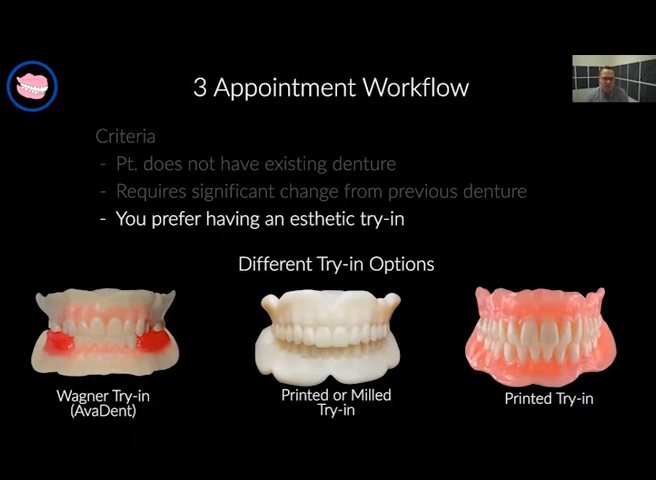 3 Appointment Workflow
Criteria
- Pt. does not have existing denture
- Requires significant change from previous denture
- You prefer having an esthetic try-in
Different Try-in Options
Wagner Try-in
(AvaDent)
Printed or Milled
Try-in
Printed Try-in